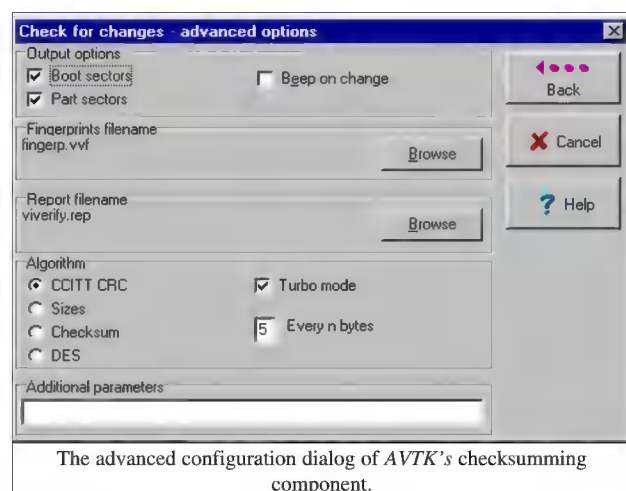 Check for changes - advanced options
Output options
Boot sectors
Beep on change
Part sectors
Back
Fingerprints filename
fingerp.vvf
Browse
Cancel
Report filename
viverify.rep
Browse
Help
Algorithm
CCITT CRC
Turbo mode
Sizes
5 Every n bytes
Checksum
DES
Additional parameters
The advanced configuration dialog of AVTK's checksumming
component.